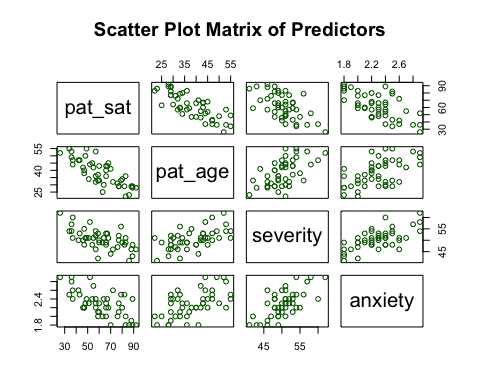 Scatter Plot Matrix of Predictors
25 35 45 55
1.8 2.2 2.6
pat_sat
30 60 80 90
pat_age
25 40 55
severity
45 55
anxiety
1.8 2.4
30 50 70 90
45 55